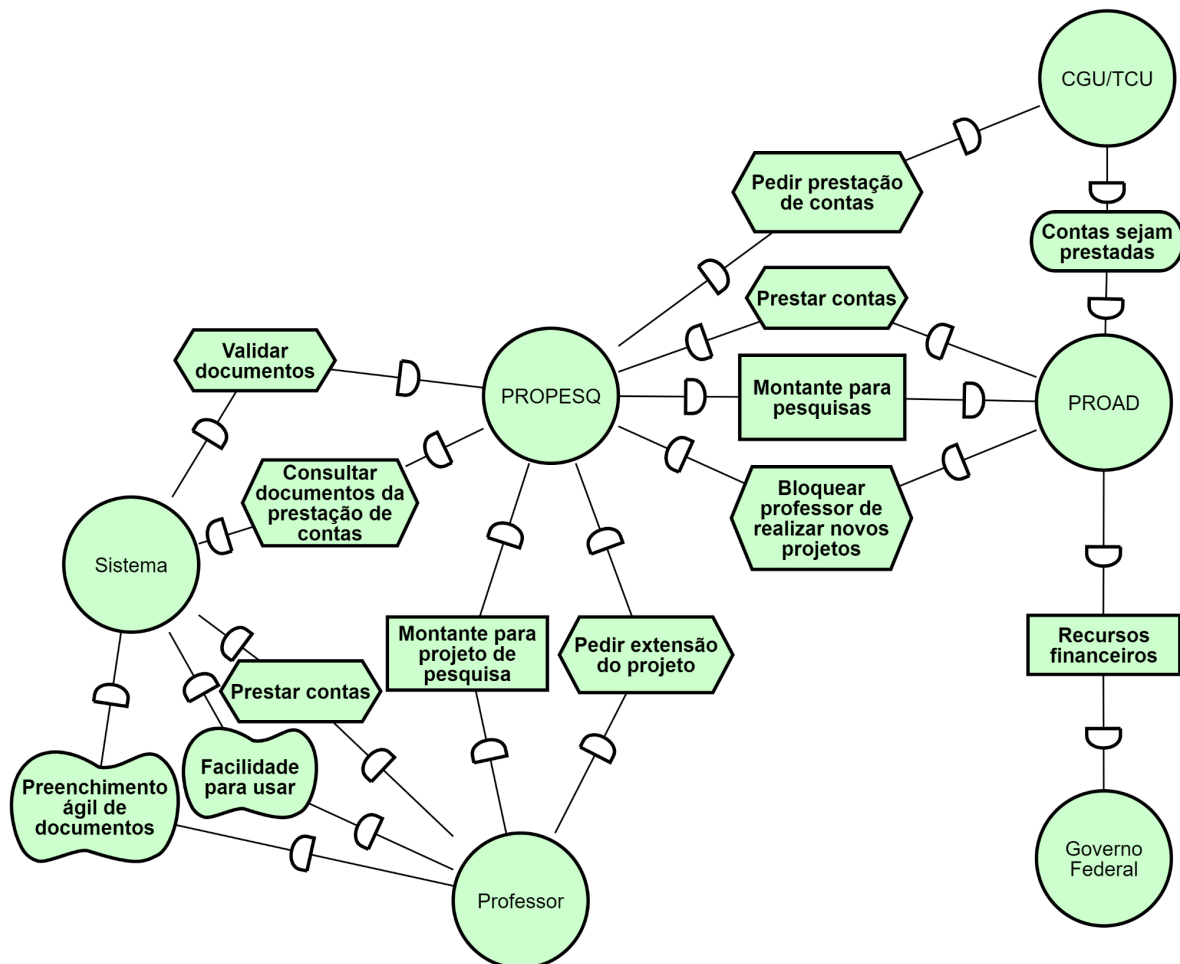 CGU/TCU
Pedir prestação
de contas
Contas sejam
prestadas
Prestar contas
Validar
documentos
PROPESQ
Montante para
pesquisas
PROAD
Consultar
documentos da
prestação de
contas
Bloquear
professor de
realizar novos
projetos
Sistema
Montante para
projeto de
pesquisa
Pedir extensão
do projeto
Recursos
financeiros
Prestar contas
Facilidade
para usar
Preenchimento
ágil de
documentos
Professor
Governo
Federal